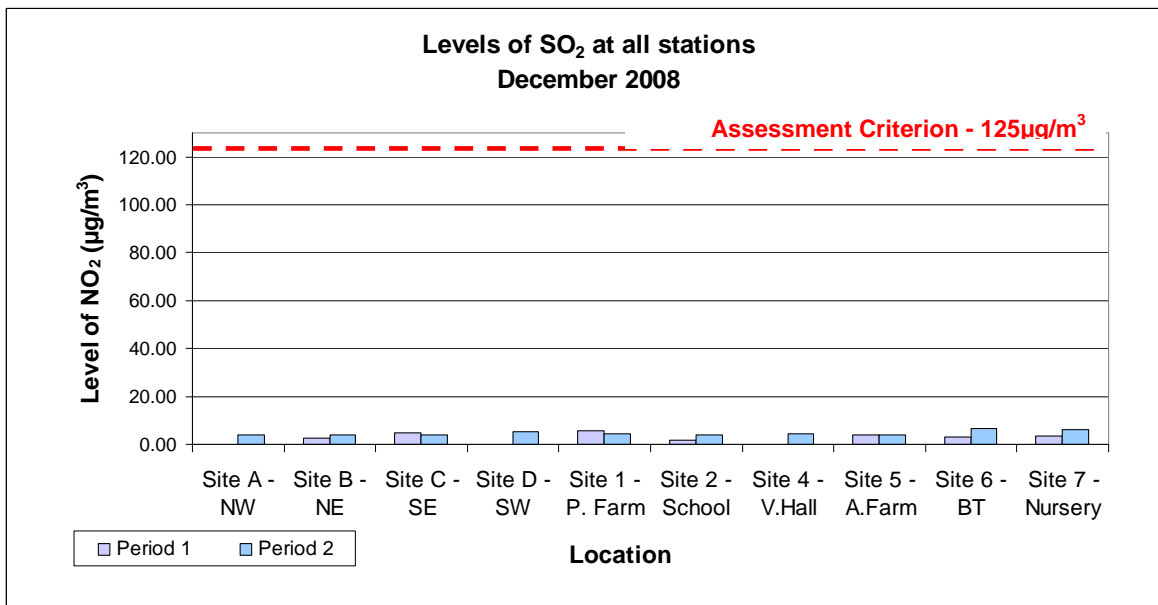 Levels of SO₂ at all stations
December 2008
Assessment Criterion - 125µg/m³
Level of NO₂ (µg/m³)
120.00
100.00
80.00
60.00
40.00
20.00
0.00
Site A - NW
Site B - NE
Site C - SE
Site D - SW
Site 1 - P. Farm
Site 2 - School
Site 4 - V.Hall
Site 5 - A.Farm
Site 6 - BT
Site 7 - Nursery
Period 1 Period 2
Location